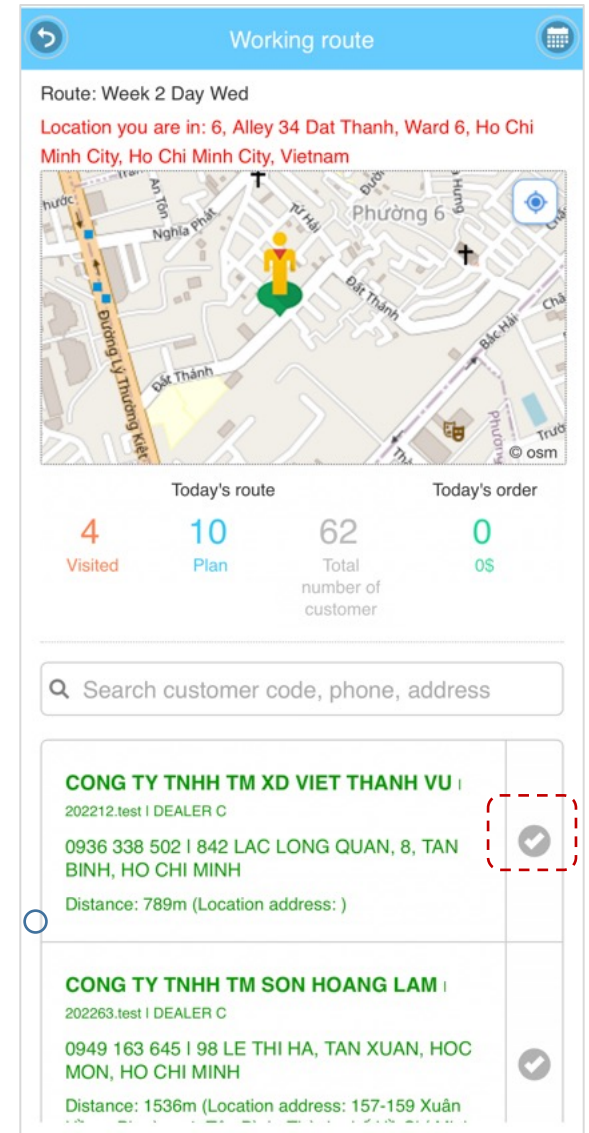 Working route
Route: Week 2 Day Wed
Location you are in: 6, Alley 34 Dat Thanh, Ward 6, Ho Chi
Minh City, Ho Chi Minh City, Vietnam
An Tôn
Nghĩa Phát
Tứ Hải
Phường 6
Đất Thánh
Bắc Hải
Đường Lý Thường Kiệt
Đất Thánh
© osm
Today's route
Today's order
4
10
62
0
Visited
Plan
Total
number of
customer
0$
Search customer code, phone, address
CONG TY TNHH TM XD VIET THANH VU |
202212.test | DEALER C
0936 338 502 | 842 LAC LONG QUAN, 8, TAN
BINH, HO CHI MINH
Distance: 789m (Location address: )
CONG TY TNHH TM SON HOANG LAM |
202263.test | DEALER C
0949 163 645 | 98 LE THI HA, TAN XUAN, HOC
MON, HO CHI MINH
Distance: 1536m (Location address: 157-159 Xuân